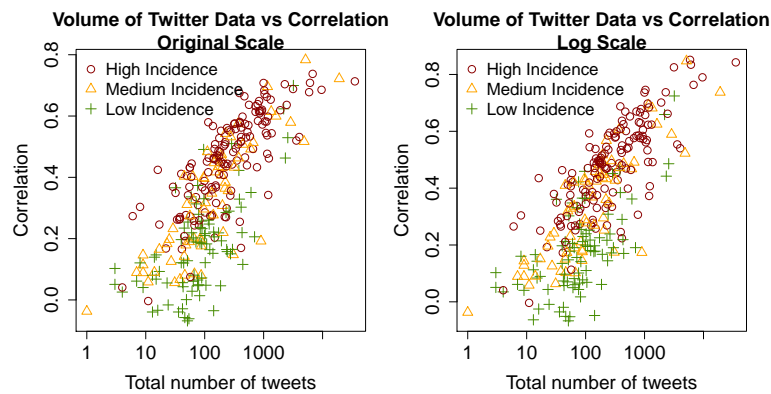 Volume of Twitter Data vs Correlation
Original Scale
High Incidence
Medium Incidence
Low Incidence
Correlation
0.0
0.2
0.4
0.6
0.8
1
10
100
1000
Total number of tweets
Volume of Twitter Data vs Correlation
Log Scale
High Incidence
Medium Incidence
Low Incidence
Correlation
0.0
0.2
0.4
0.6
0.8
1
10
100
1000
Total number of tweets